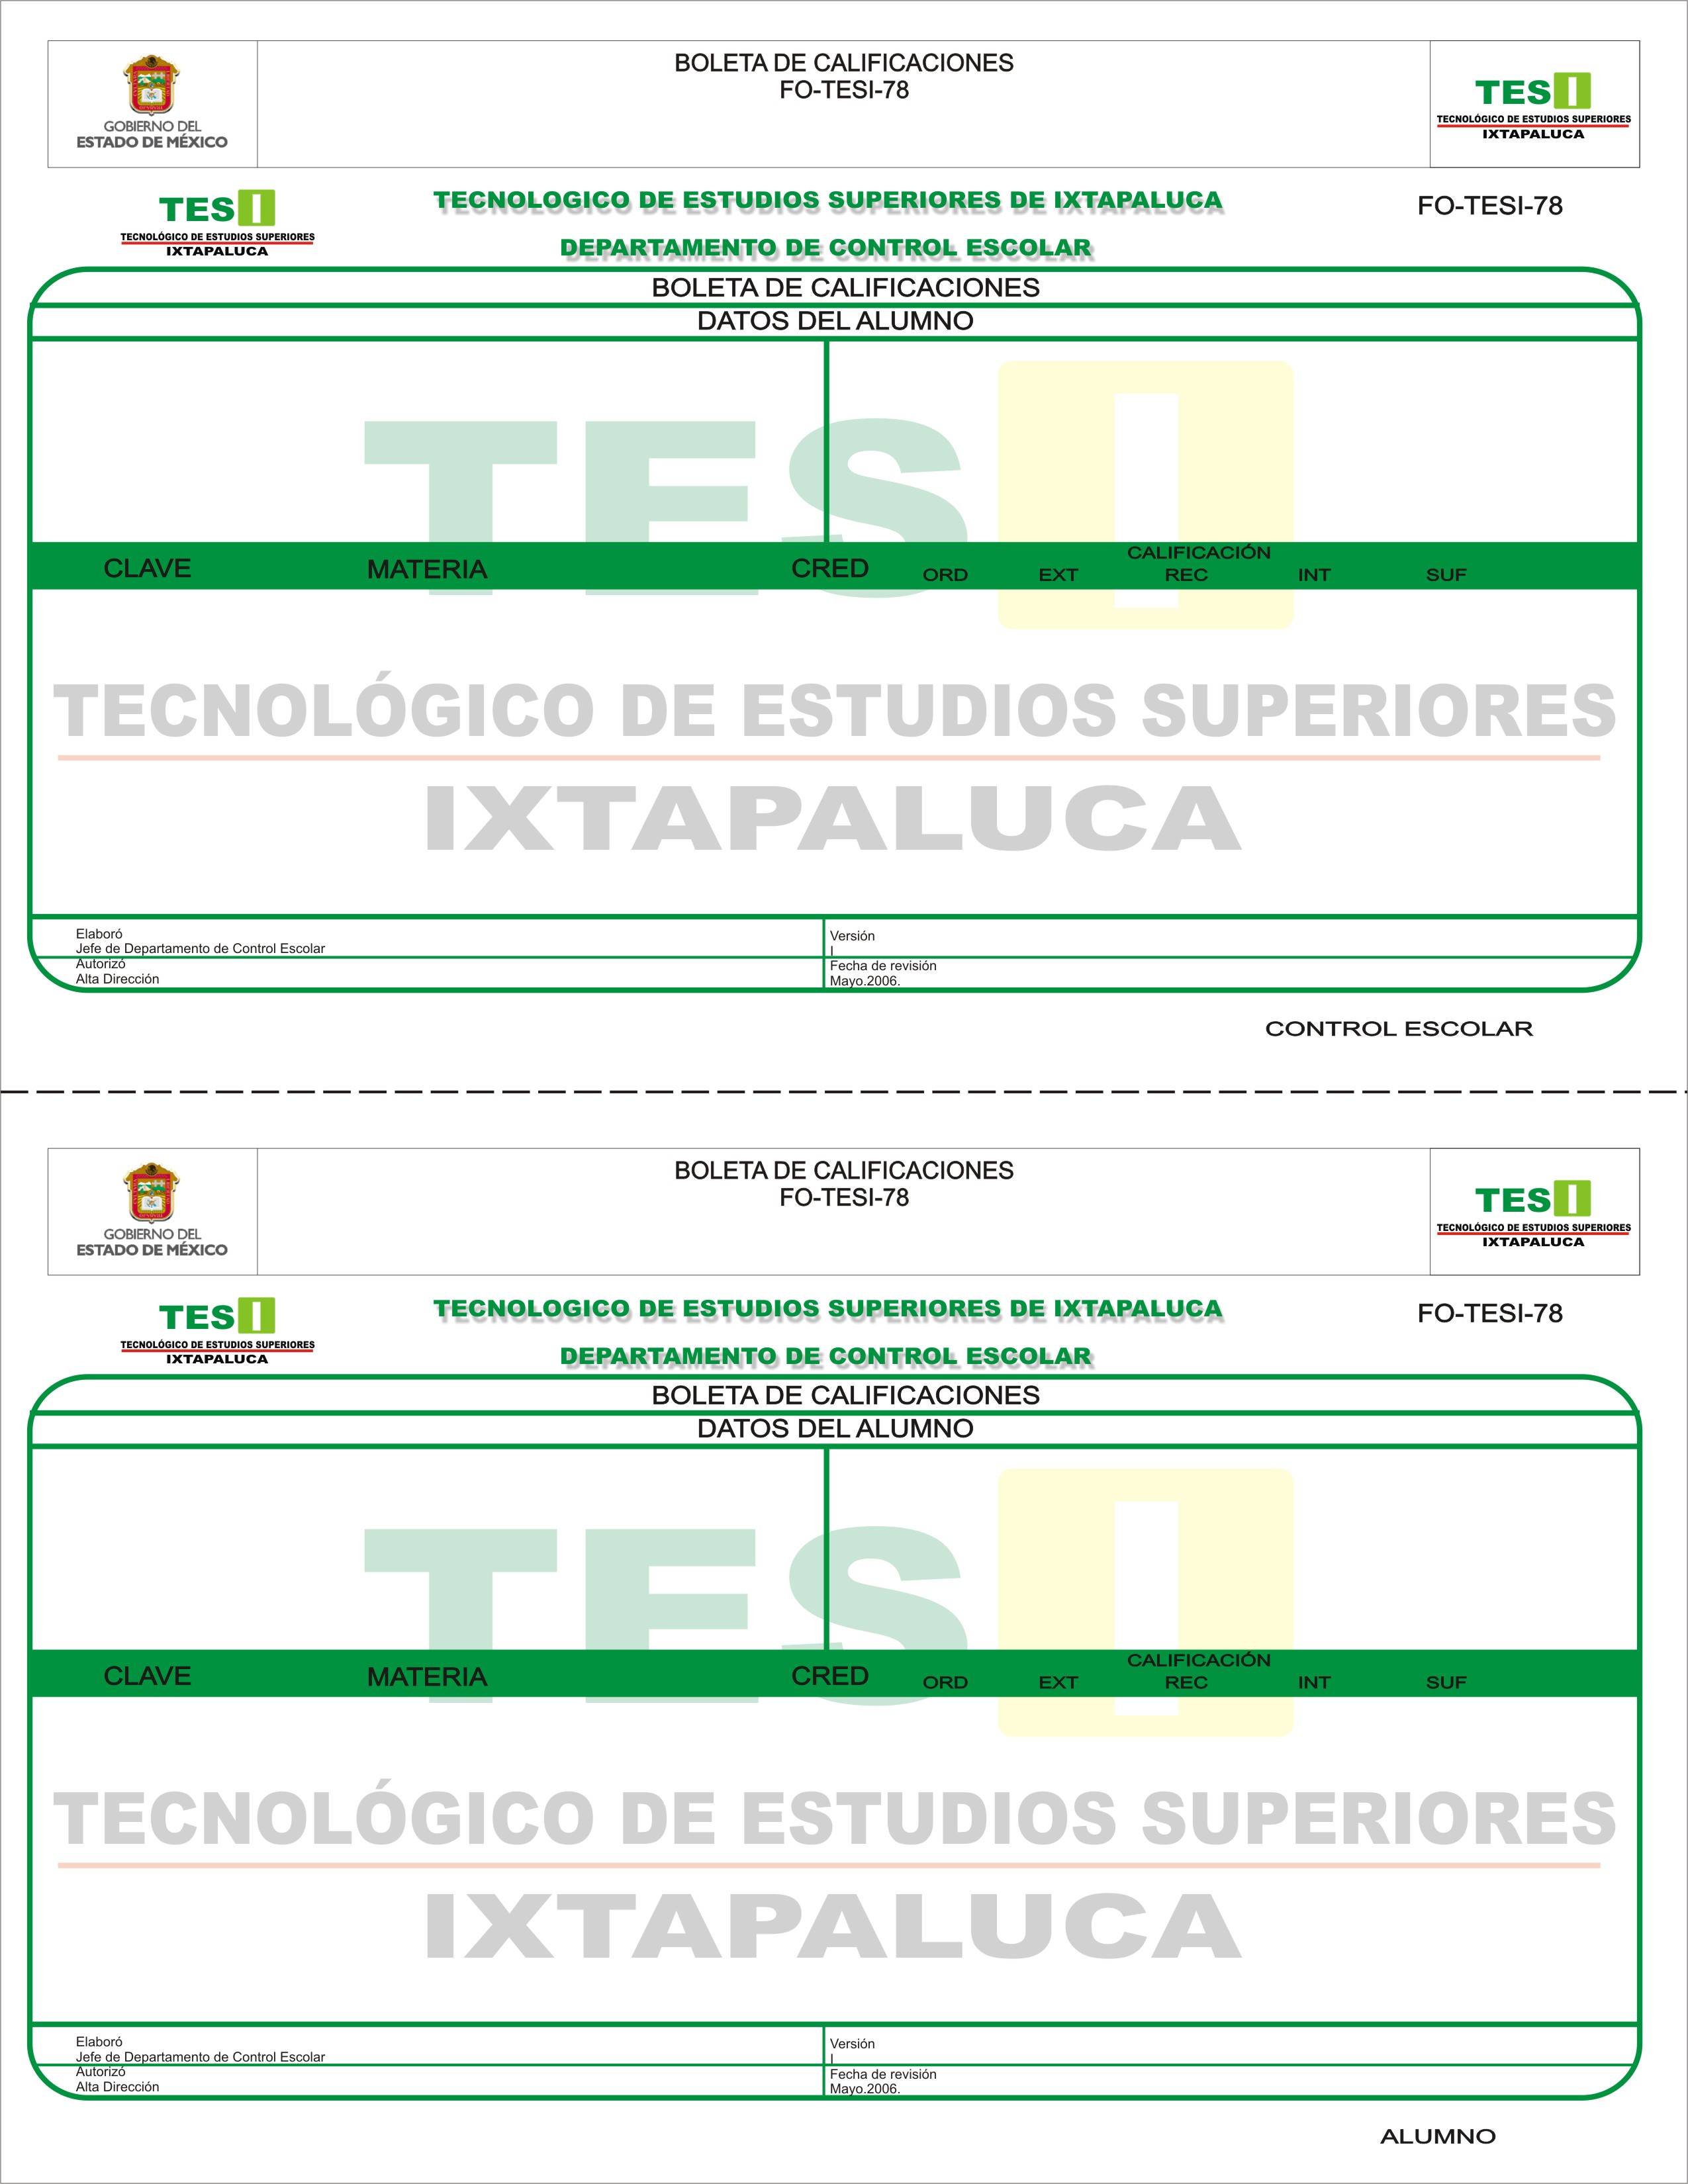 BOLETA DE CALIFICACIONES
FO-TESI-78
GOBIERNO DEL
ESTADO DE MÉXICO
TESI
TECNOLÓGICO DE ESTUDIOS SUPERIORES
IXTAPALUCA
TESI
TECNOLÓGICO DE ESTUDIOS SUPERIORES
IXTAPALUCA
TECNOLOGICO DE ESTUDIOS SUPERIORES DE IXTAPALUCA
DEPARTAMENTO DE CONTROL ESCOLAR
FO-TESI-78
BOLETA DE CALIFICACIONES
DATOS DEL ALUMNO
TESI
CLAVE MATERIA CRED CALIFICACIÓN
ORD EXT REC INT SUF
TECNOLÓGICO DE ESTUDIOS SUPERIORES
IXTAPALUCA
Elaboró
Jefe de Departamento de Control Escolar
Autorizó
Alta Dirección
Versión
I
Fecha de revisión
Mayo.2006.
CONTROL ESCOLAR
BOLETA DE CALIFICACIONES
FO-TESI-78
GOBIERNO DEL
ESTADO DE MÉXICO
TESI
TECNOLÓGICO DE ESTUDIOS SUPERIORES
IXTAPALUCA
TESI
TECNOLÓGICO DE ESTUDIOS SUPERIORES
IXTAPALUCA
TECNOLOGICO DE ESTUDIOS SUPERIORES DE IXTAPALUCA
DEPARTAMENTO DE CONTROL ESCOLAR
FO-TESI-78
BOLETA DE CALIFICACIONES
DATOS DEL ALUMNO
TESI
CLAVE MATERIA CRED CALIFICACIÓN
ORD EXT REC INT SUF
TECNOLÓGICO DE ESTUDIOS SUPERIORES
IXTAPALUCA
Elaboró
Jefe de Departamento de Control Escolar
Autorizó
Alta Dirección
Versión
I
Fecha de revisión
Mayo.2006.
ALUMNO